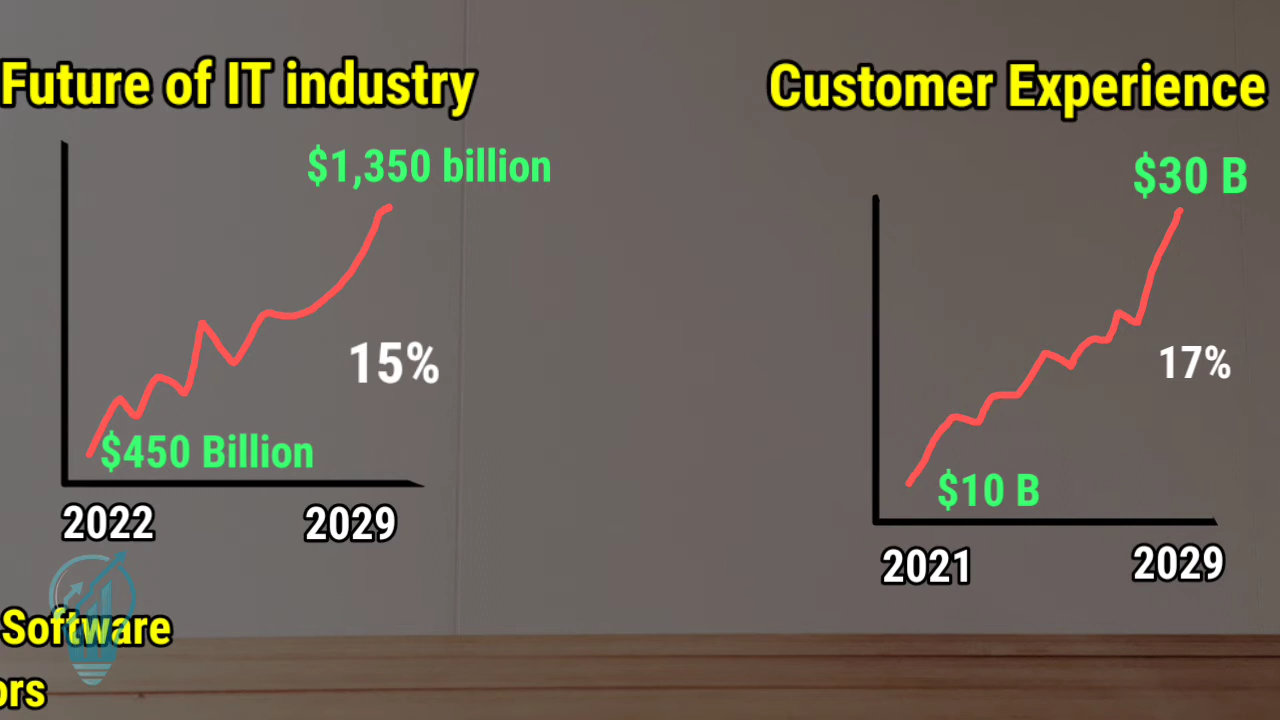 Future of IT industry
$1,350 billion
15%
$450 Billion
2022 2029
Customer Experience
$30 B
17%
$10 B
2021 2029
Software
ors